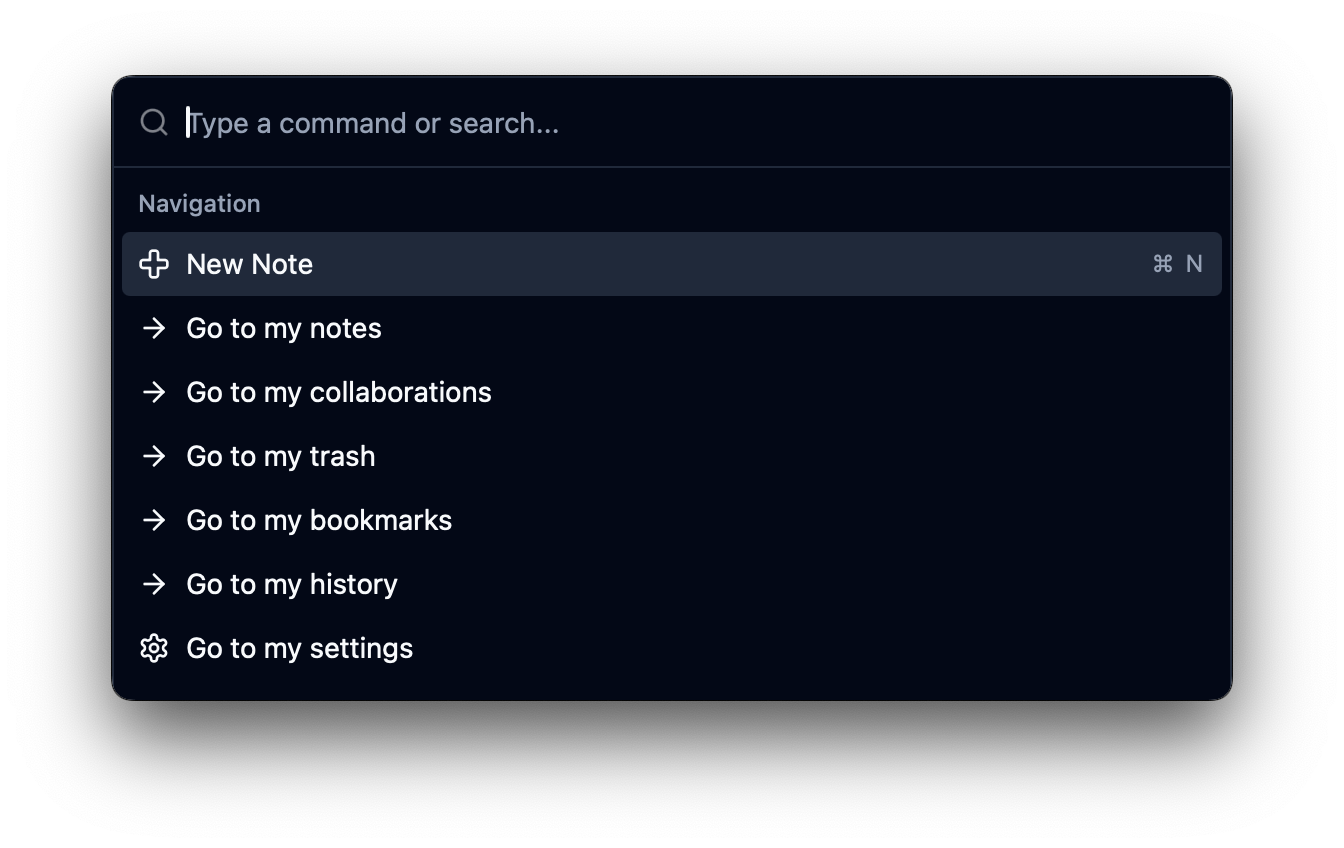 Type a command or search...
Navigation
New Note ⌘ N
Go to my notes
Go to my collaborations
Go to my trash
Go to my bookmarks
Go to my history
Go to my settings